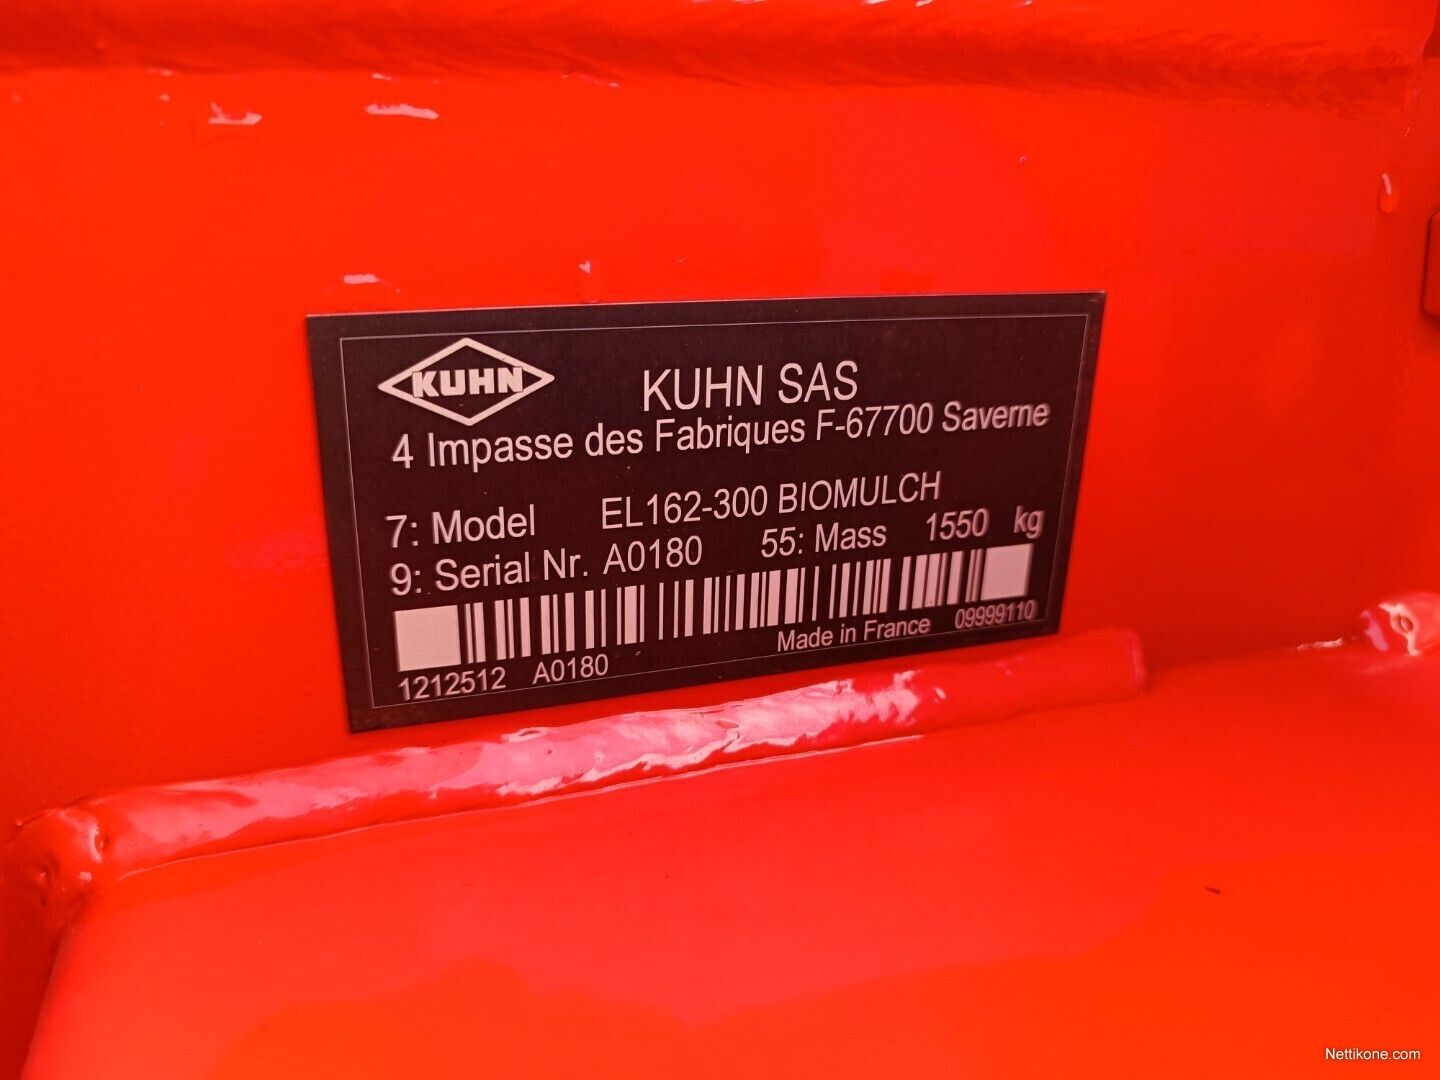 KUHN
KUHN SAS
4 Impasse des Fabriques F-67700 Saverne
7: Model EL162-300 BIOMULCH
9: Serial Nr. A0180 55: Mass 1550 kg
1212512 A0180 Made in France 09999110
Nettikone.com